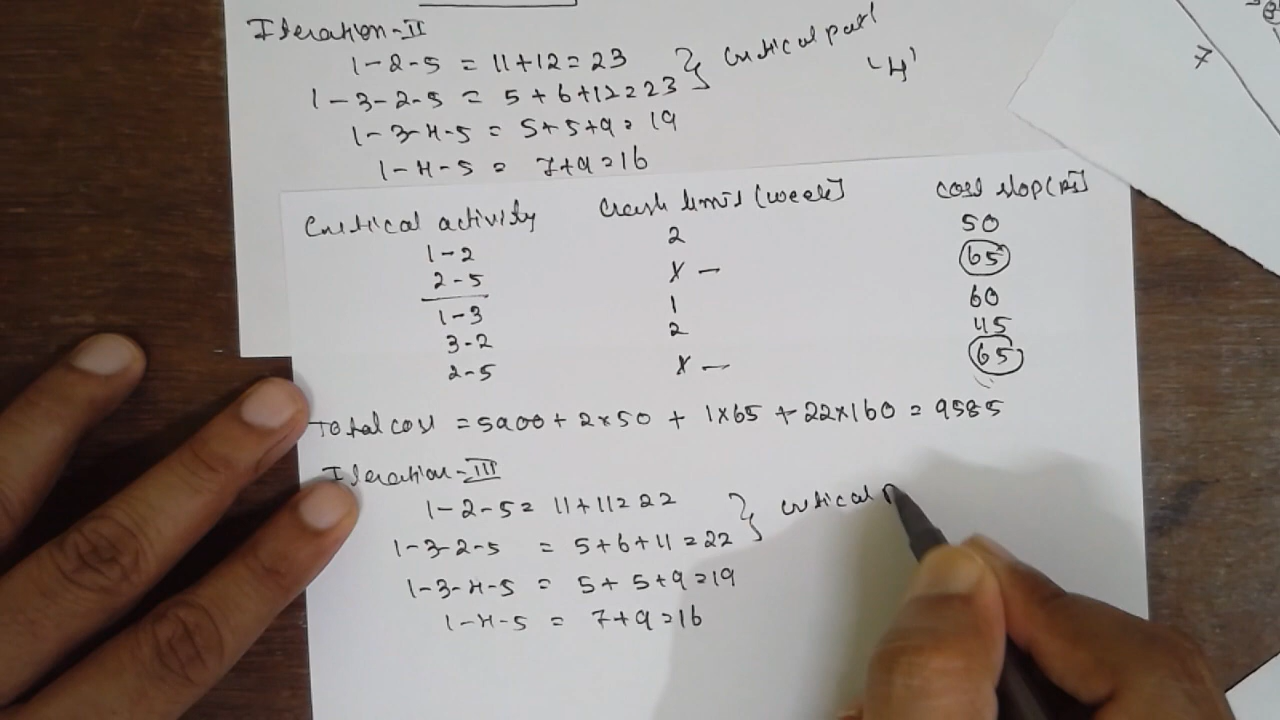 Iteration-II
1-2-5 = 11+12=23
1-3-2-5 = 5+6+12=23 } Critical path
'4'
1-3-4-5 = 5+5+9=19
1-4-5 = 7+9=16
7
Critical activity Crash limit (week) Cost slop (Rs)
1-2 2 50
2-5 X - 65
1-3 1 60
3-2 2 45
2-5 X - 65
Total cost = 5900+2×50+1×65+22×160=9585
Iteration-III
1-2-5=11+11=22
1-3-2-5 = 5+6+11=22 } critical p
1-3-4-5 = 5+5+9=19
1-4-5 = 7+9=16